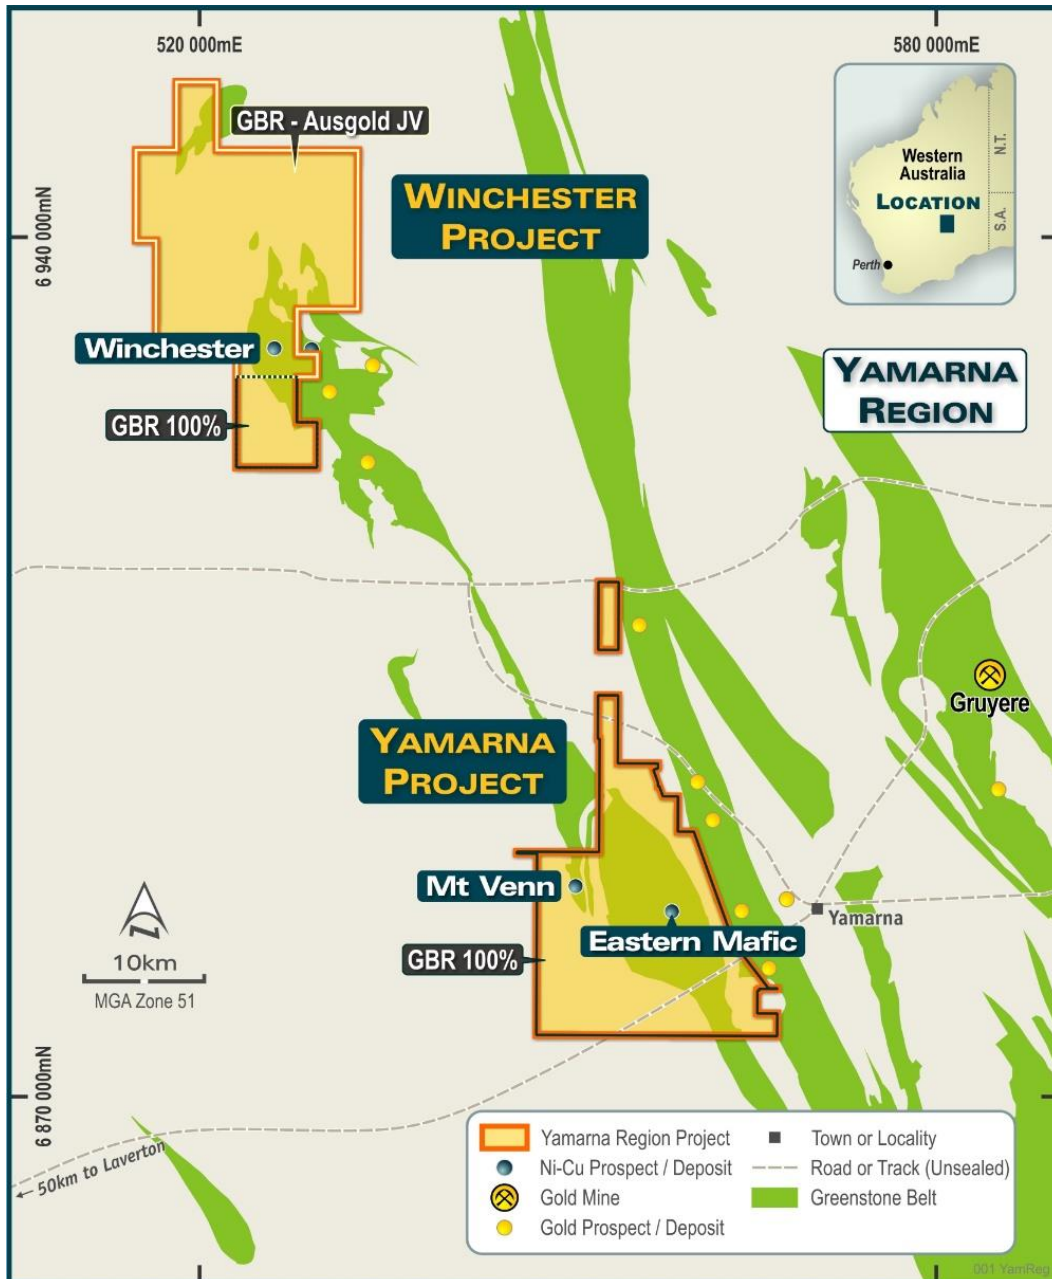 520 000mE
580 000mE
GBR - Ausgold JV
WINCHESTER
PROJECT
Western
Australia
LOCATION
Perth
N.T.
S.A.
6 940 000mN
Winchester
GBR 100%
YAMARNA
REGION
Gruyere
YAMARNA
PROJECT
Mt Venn
Eastern Mafic
GBR 100%
Yamarna
N
10km
MGA Zone 51
6 870 000mN
← 50km to Laverton
Yamarna Region Project
Ni-Cu Prospect / Deposit
Gold Mine
Gold Prospect / Deposit
Town or Locality
Road or Track (Unsealed)
Greenstone Belt
001 YamReg